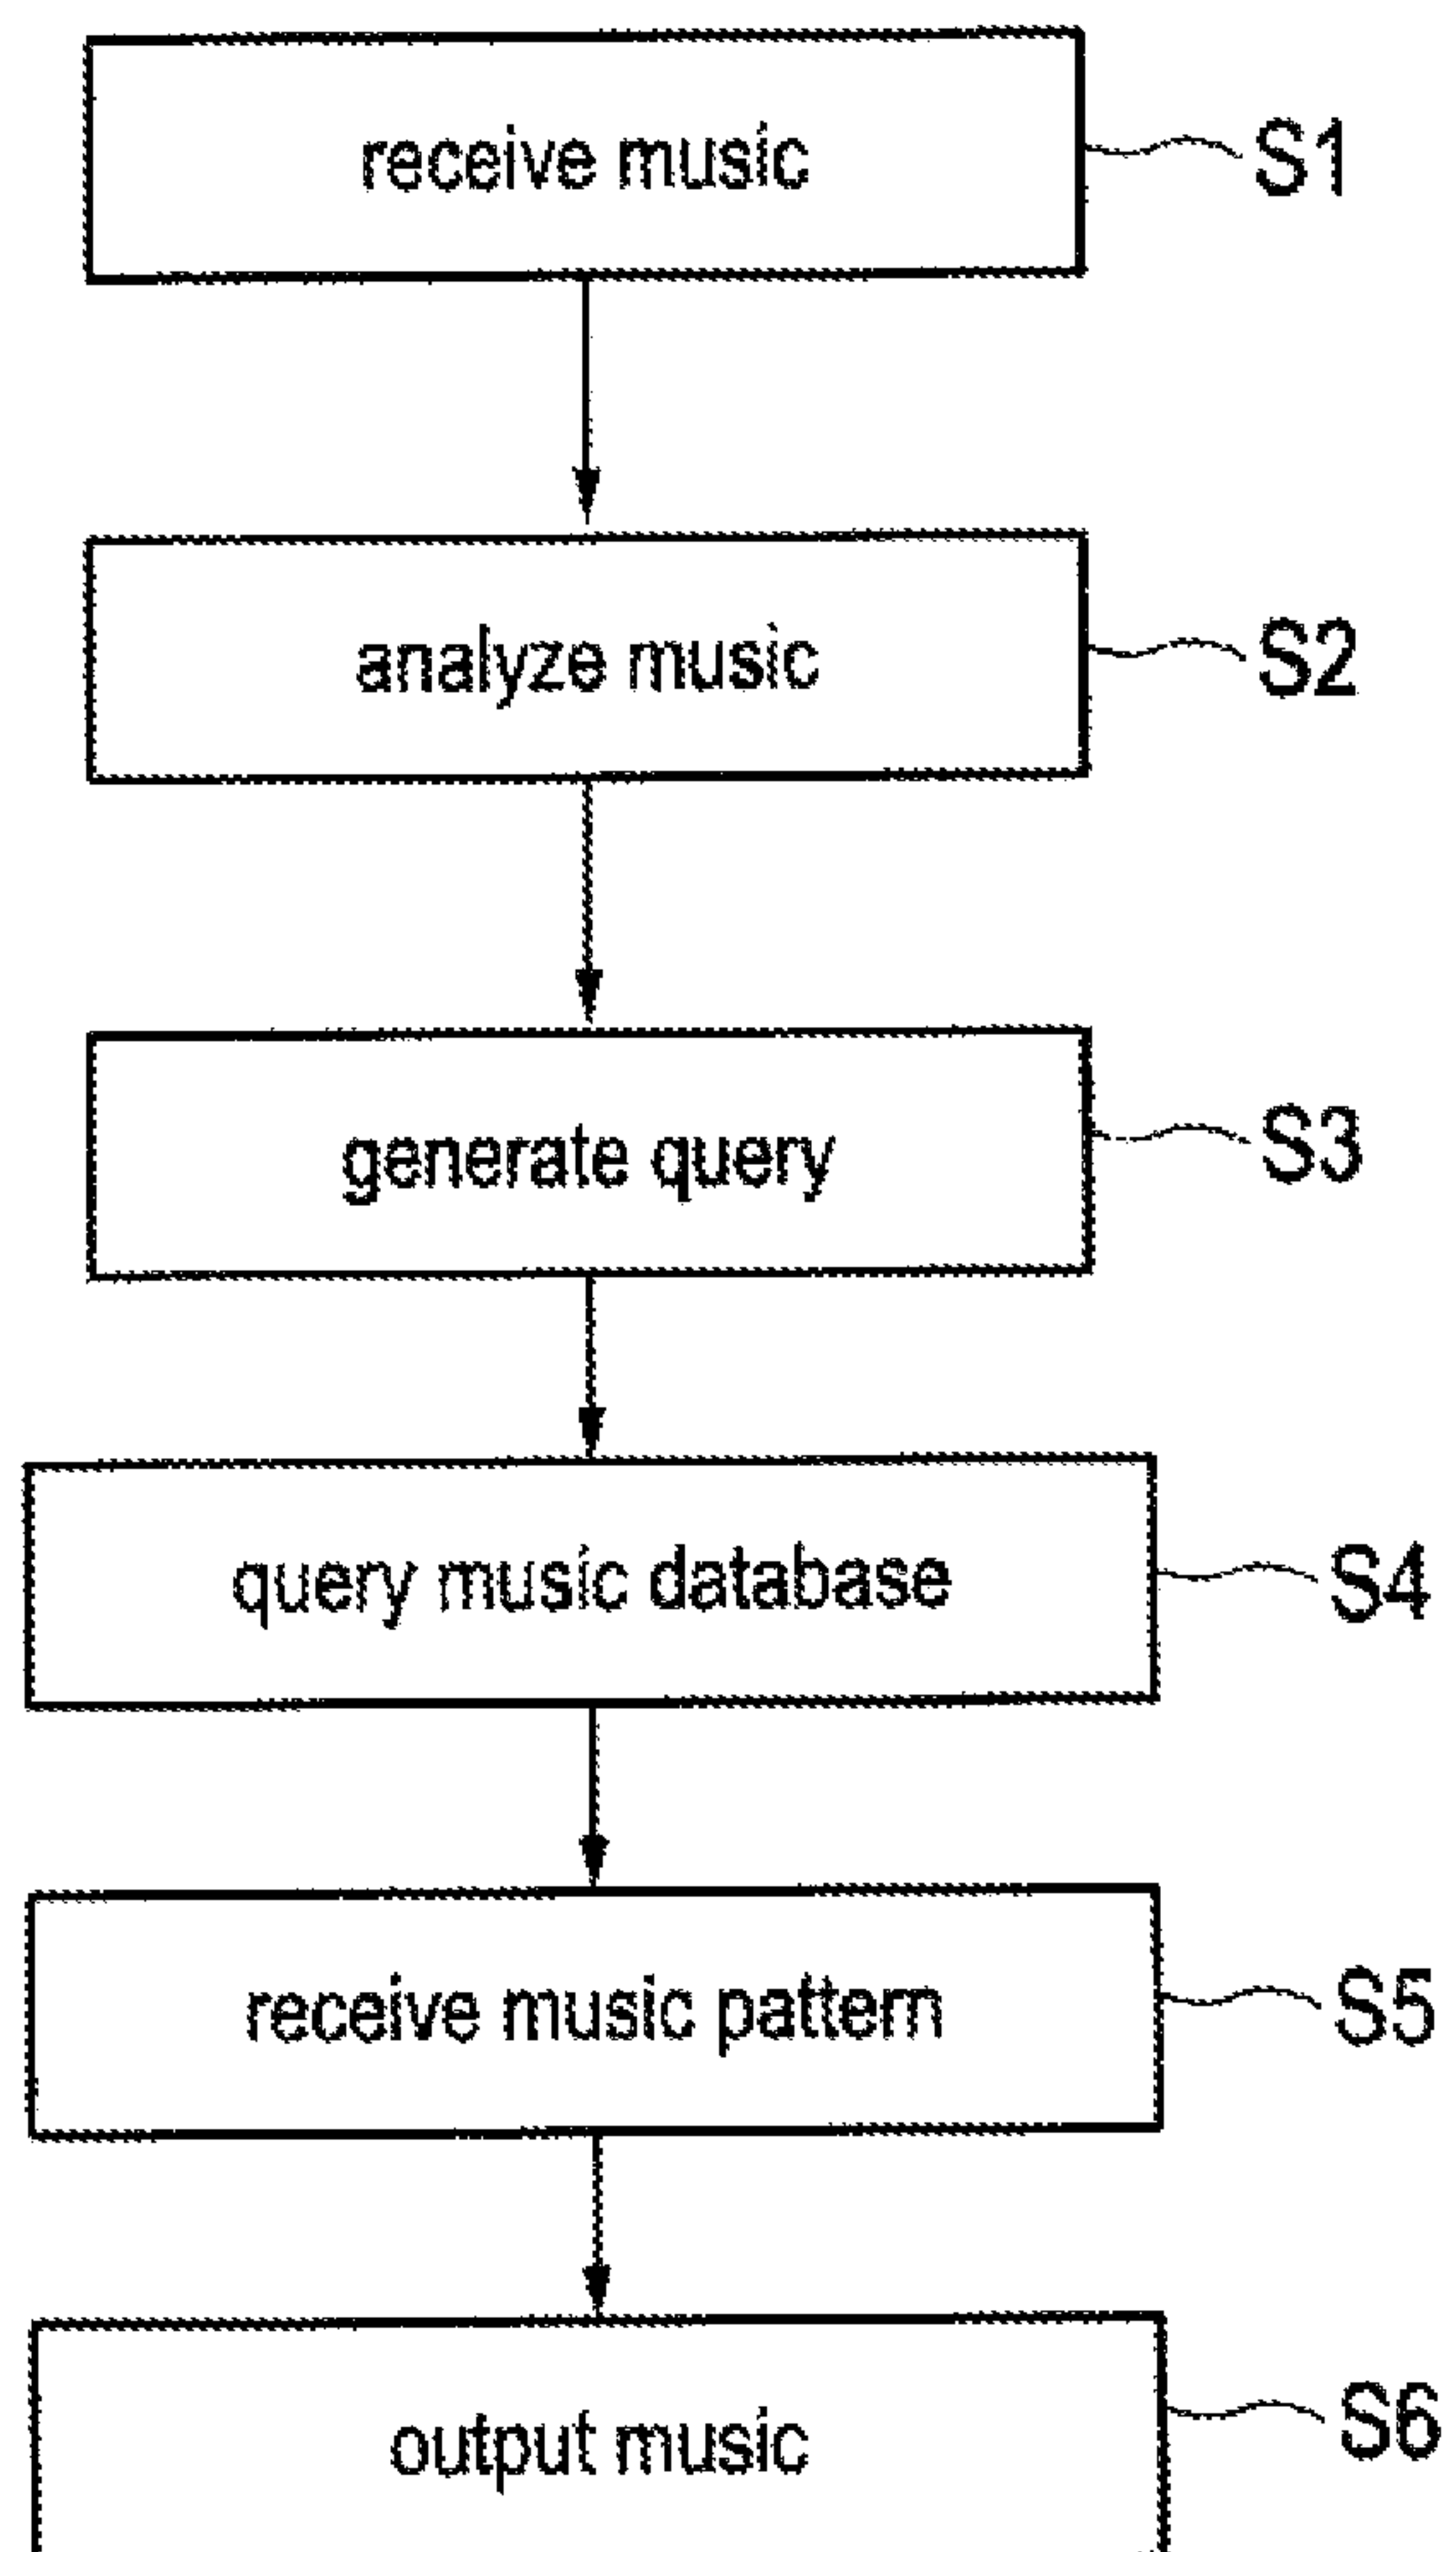 receive music S1
analyze music S2
generate query S3
query music database S4
receive music pattern S5
output music S6